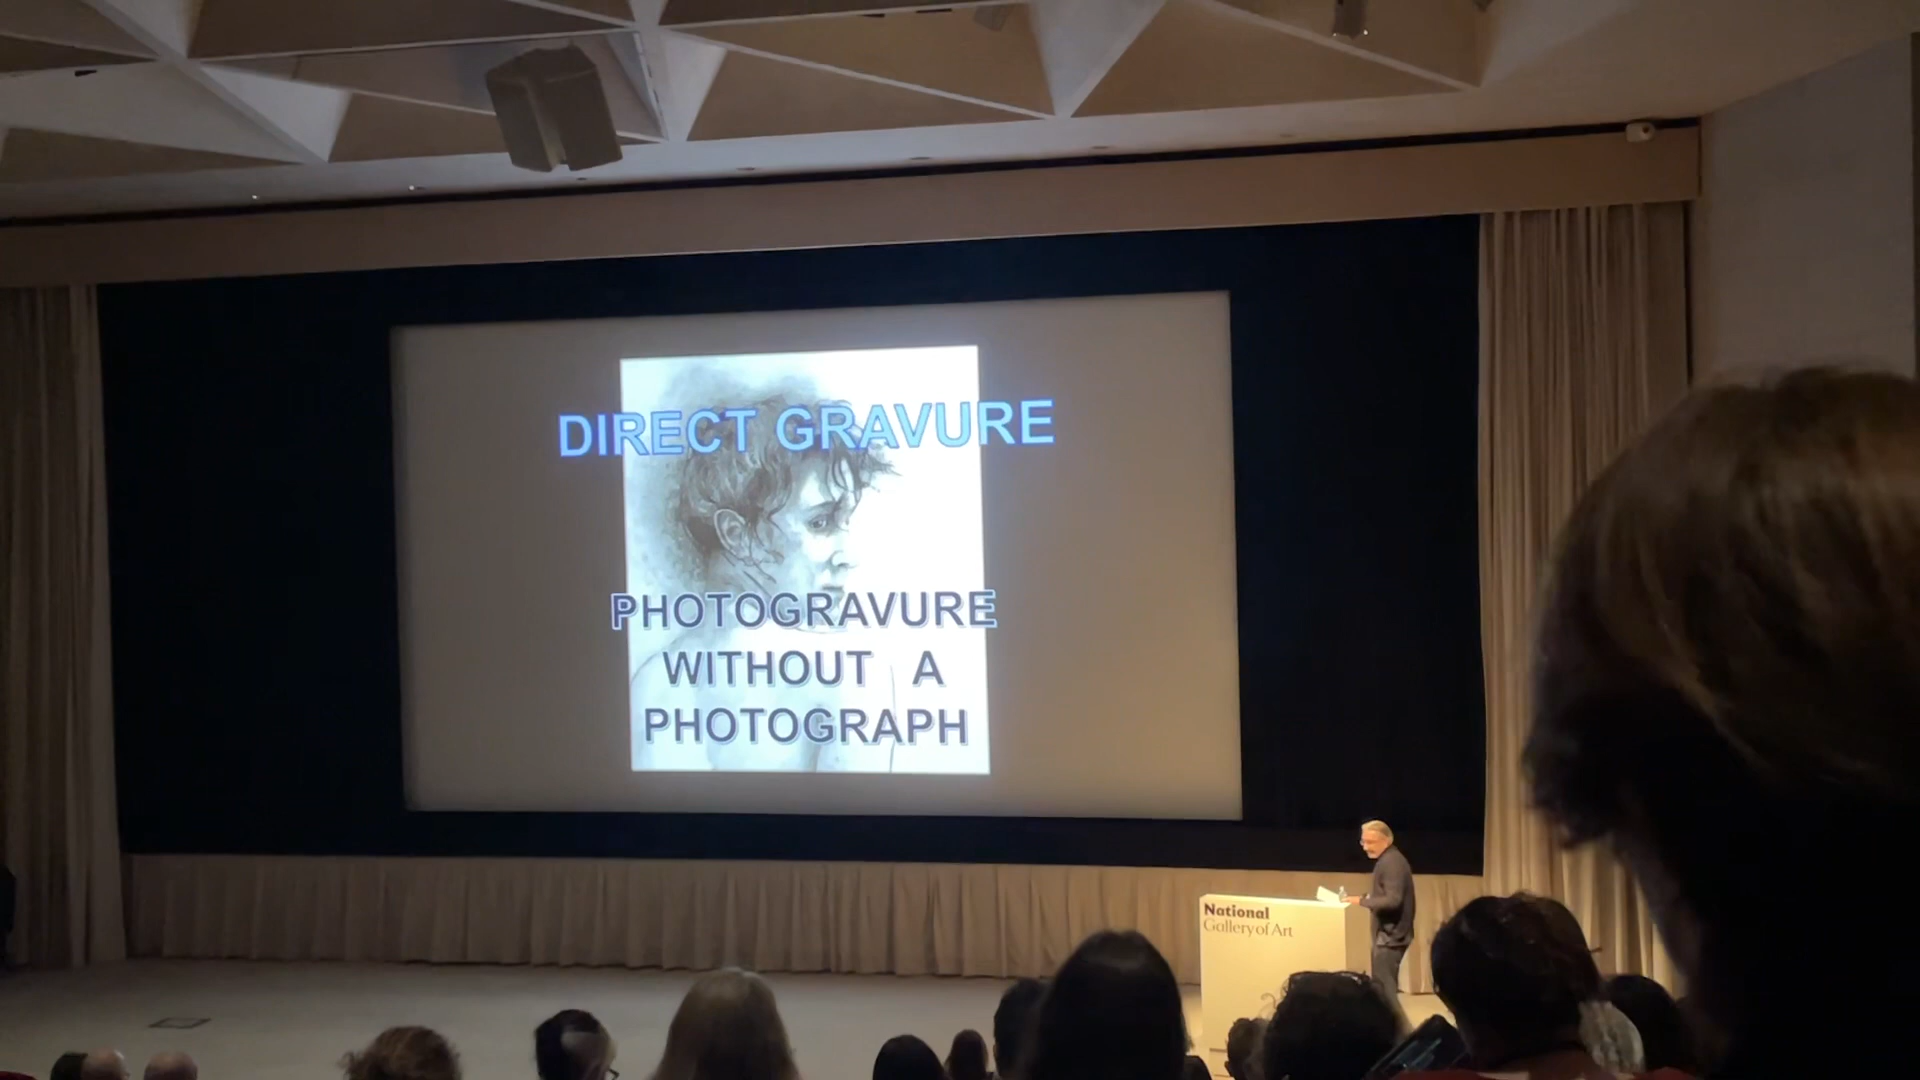 DIRECT GRAVURE
PHOTOGRAVURE
WITHOUT A
PHOTOGRAPH
National
Gallery of Art